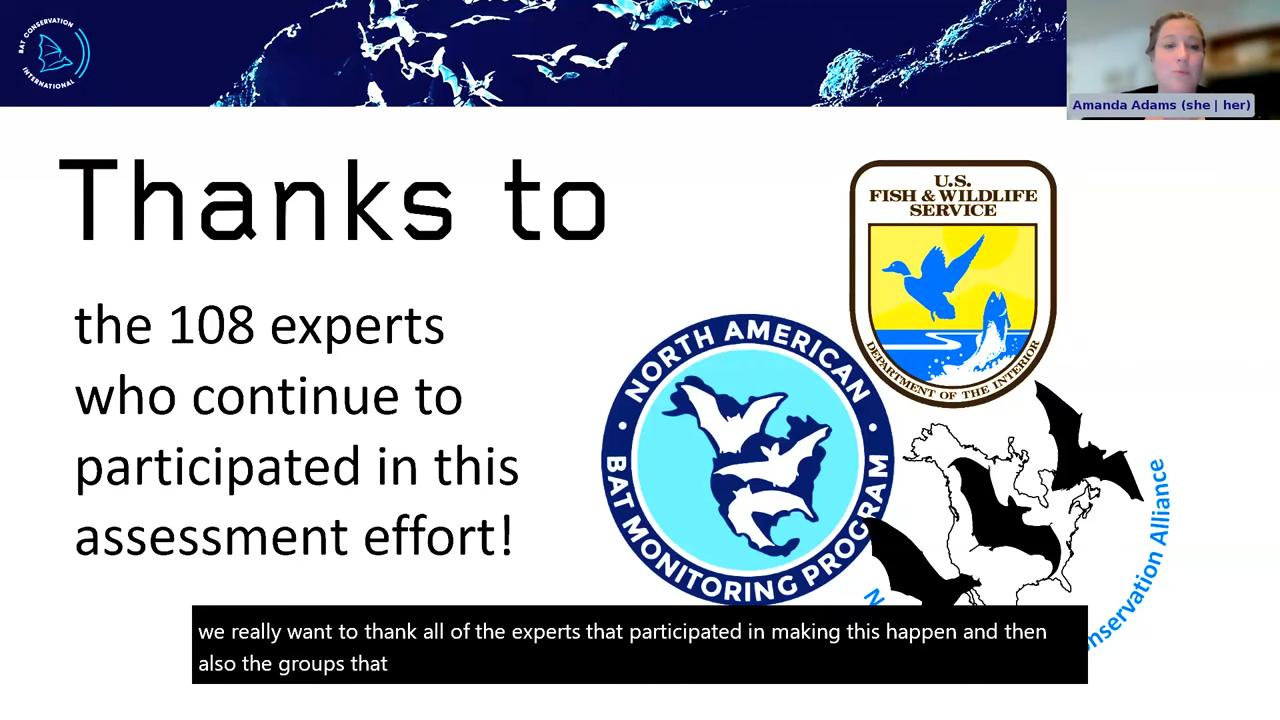 BAT CONSERVATION
INTERNATIONAL
Amanda Adams (she | her)
Thanks to
the 108 experts
who continue to
participated in this
assessment effort!
U.S.
FISH & WILDLIFE
SERVICE
DEPARTMENT OF THE INTERIOR
NORTH AMERICAN
BAT MONITORING PROGRAM
N
onservation Alliance
we really want to thank all of the experts that participated in making this happen and then
also the groups that